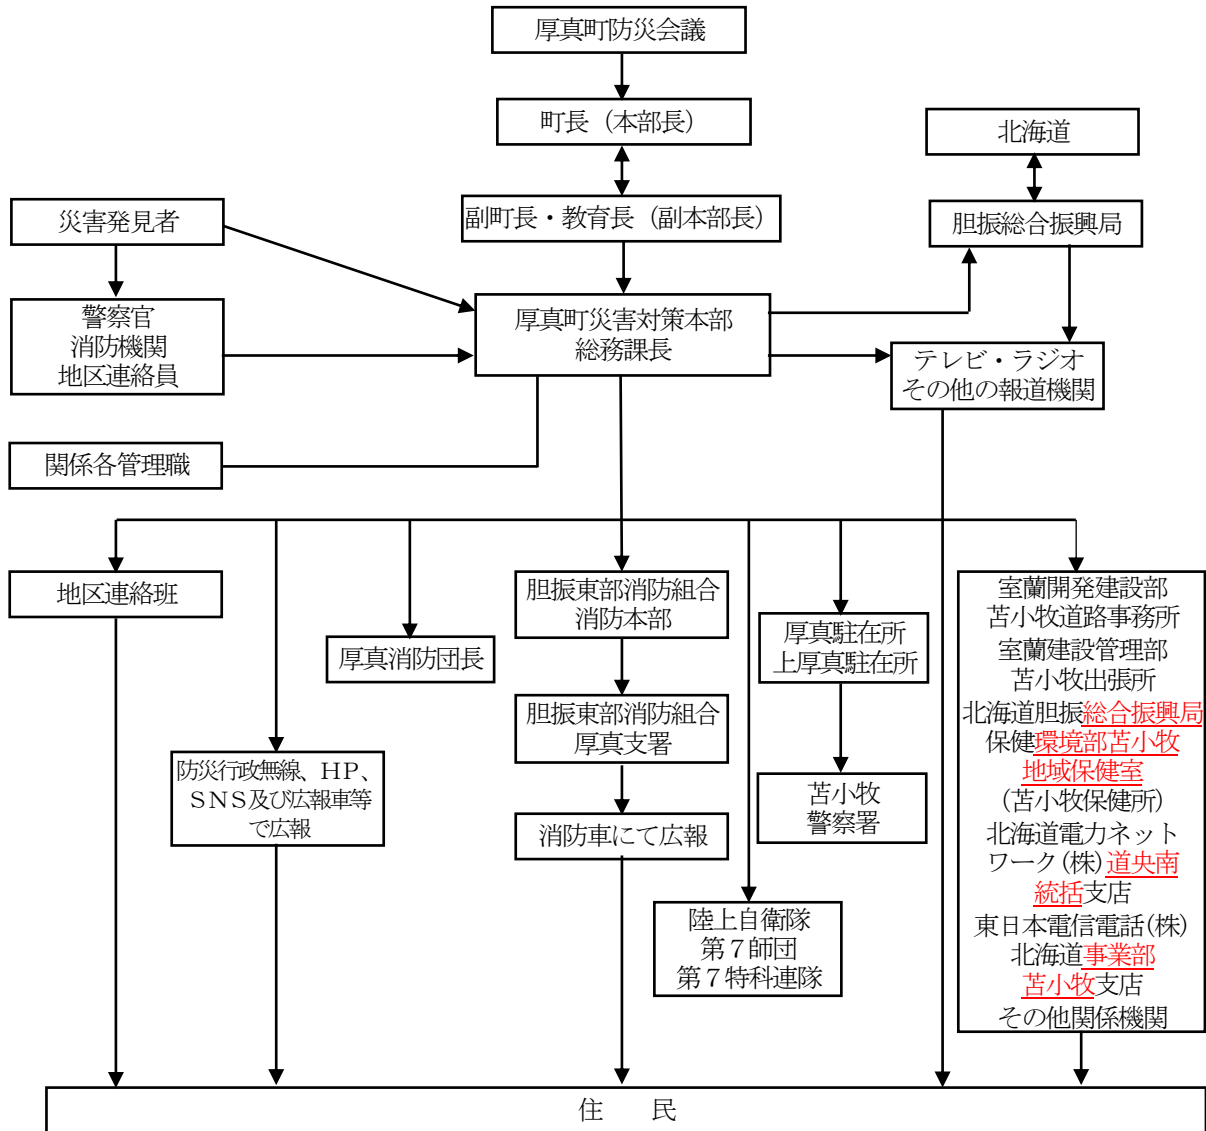 厚真町防災会議
町長（本部長）
北海道
副町長・教育長（副本部長）
災害発見者
胆振総合振興局
警察官
消防機関
地区連絡員
厚真町災害対策本部
総務課長
テレビ・ラジオ
その他の報道機関
関係各管理職
地区連絡班
防災行政無線、ＨＰ、
ＳＮＳ及び広報車等
で広報
厚真消防団長
胆振東部消防組合
消防本部
胆振東部消防組合
厚真支署
消防車にて広報
陸上自衛隊
第７師団
第７特科連隊
厚真駐在所
上厚真駐在所
苫小牧
警察署
室蘭開発建設部
苫小牧道路事務所
室蘭建設管理部
苫小牧出張所
北海道胆振総合振興局
保健環境部苫小牧
地域保健室
（苫小牧保健所）
北海道電力ネット
ワーク(株)道央南
統括支店
東日本電信電話(株)
北海道事業部
苫小牧支店
その他関係機関
住　　民